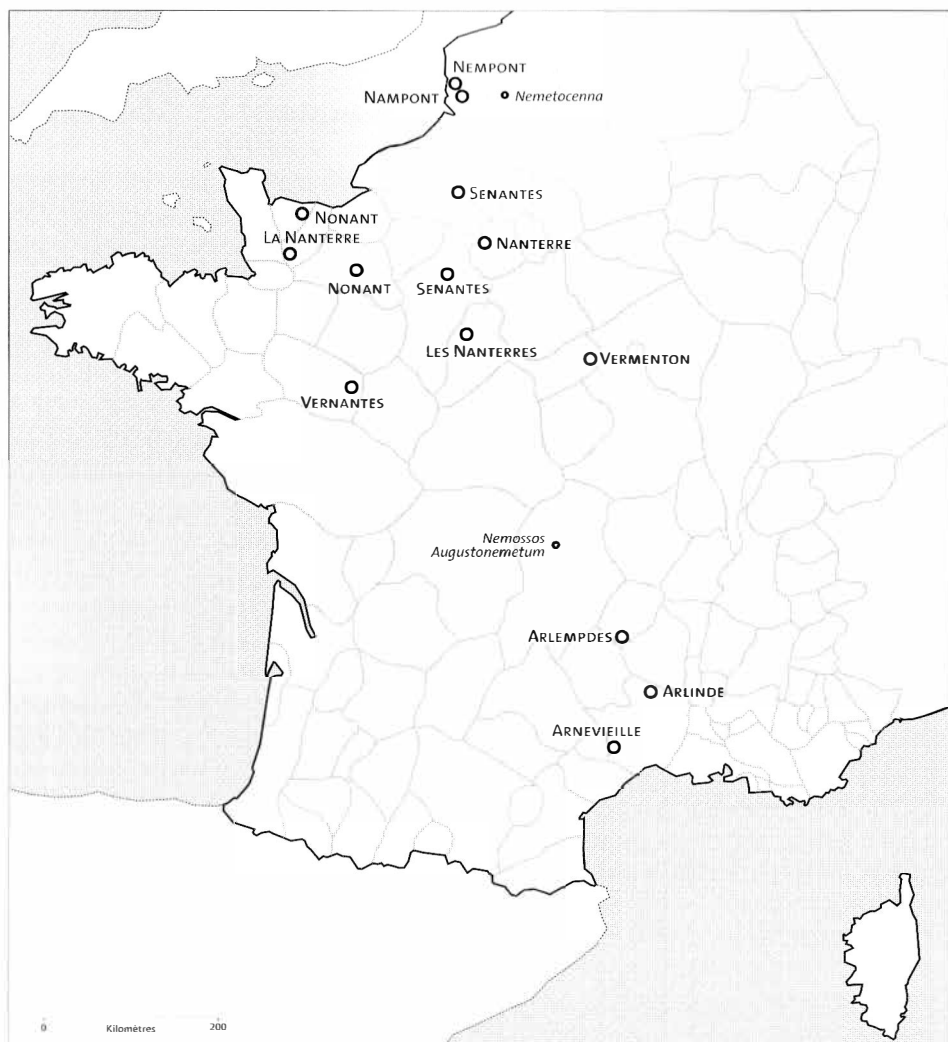 NEMPONT
NAMPONT
Nemetocenna
SENANTES
NONANT
LA NANTERRE
NANTERRE
NONANT
SENANTES
LES NANTERRES
VERMENTON
VERNANTES
Nemossos
Augustonemetum
ARLEMPDES
ARLINDE
ARNEVIEILLE
0 Kilomètres 200